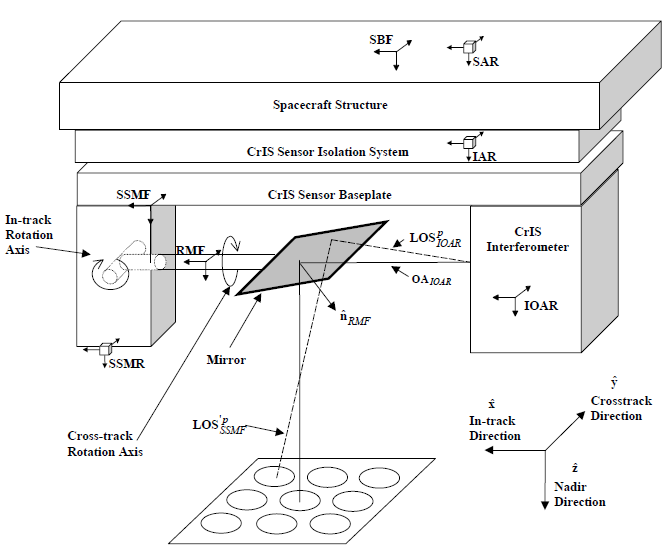 SBF
SAR
Spacecraft Structure
CrIS Sensor Isolation System
IAR
SSMF
CrIS Sensor Baseplate
In-track
Rotation
Axis
RMF
LOS^p_IOAR
CrIS
Interferometer
OA_IOAR
IOAR
n̂_RMF
SSMR
Mirror
LOS'^p_SSMF
Cross-track
Rotation Axis
x̂
In-track
Direction
ŷ
Crosstrack
Direction
ẑ
Nadir
Direction